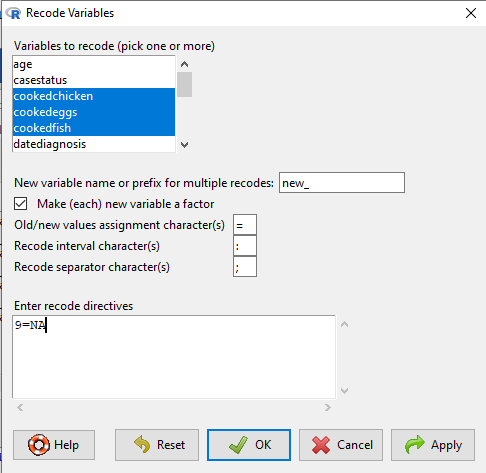 Recode Variables
Variables to recode (pick one or more)
age
casestatus
cookedchicken
cookedeggs
cookedfish
datediagnosis
New variable name or prefix for multiple recodes: new_
Make (each) new variable a factor
Old/new values assignment character(s) =
Recode interval character(s) :
Recode separator character(s) ;
Enter recode directives
9=NA
Help Reset OK Cancel Apply